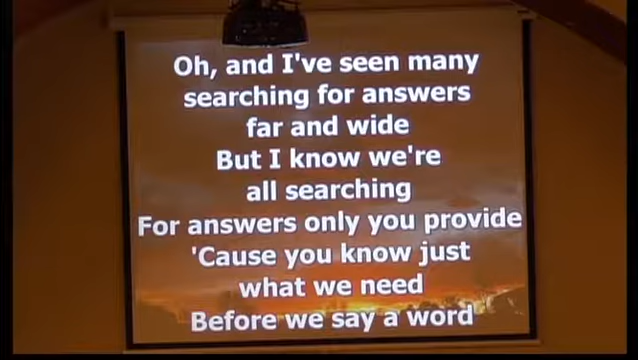 Oh, and I've seen many
searching for answers
far and wide
But I know we're
all searching
For answers only you provide
'Cause you know just
what we need
Before we say a word